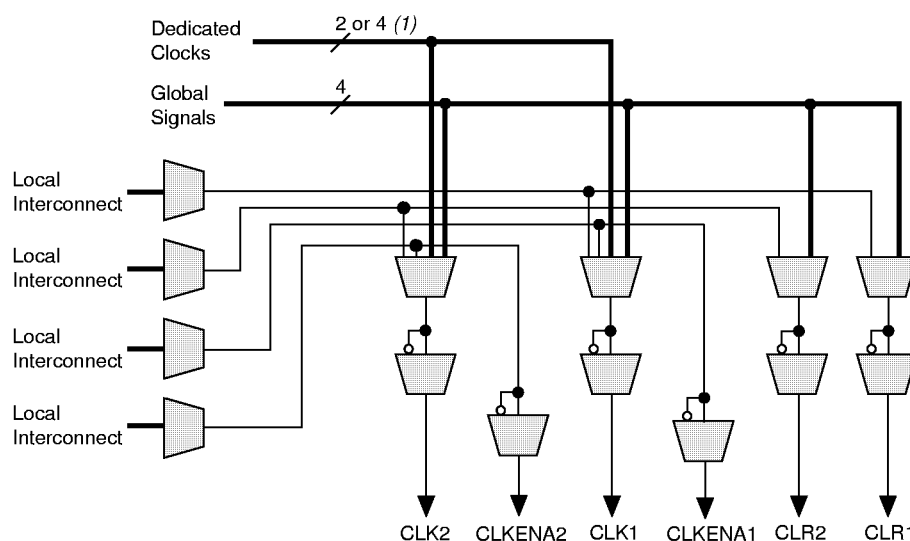 Dedicated
Clocks
2 or 4 (1)
Global
Signals
4
Local
Interconnect
Local
Interconnect
Local
Interconnect
Local
Interconnect
CLK2 CLKENA2 CLK1 CLKENA1 CLR2 CLR1